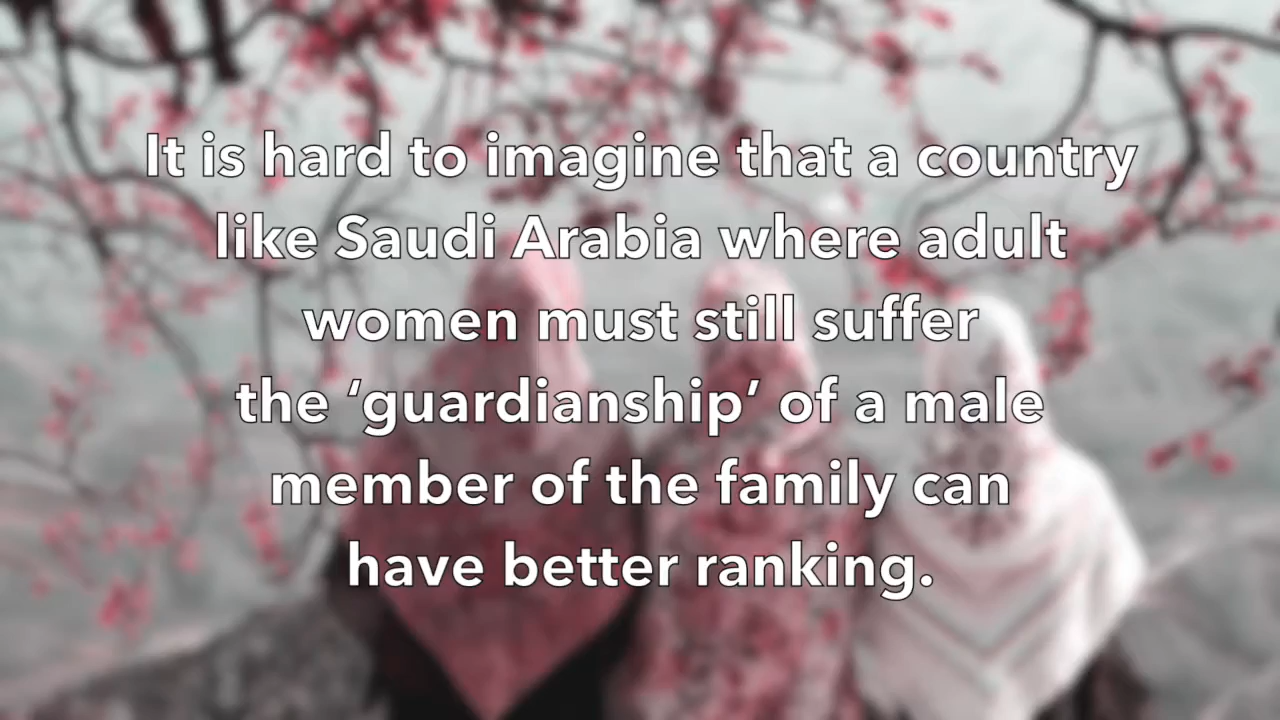 It is hard to imagine that a country
like Saudi Arabia where adult
women must still suffer
the ‘guardianship’ of a male
member of the family can
have better ranking.